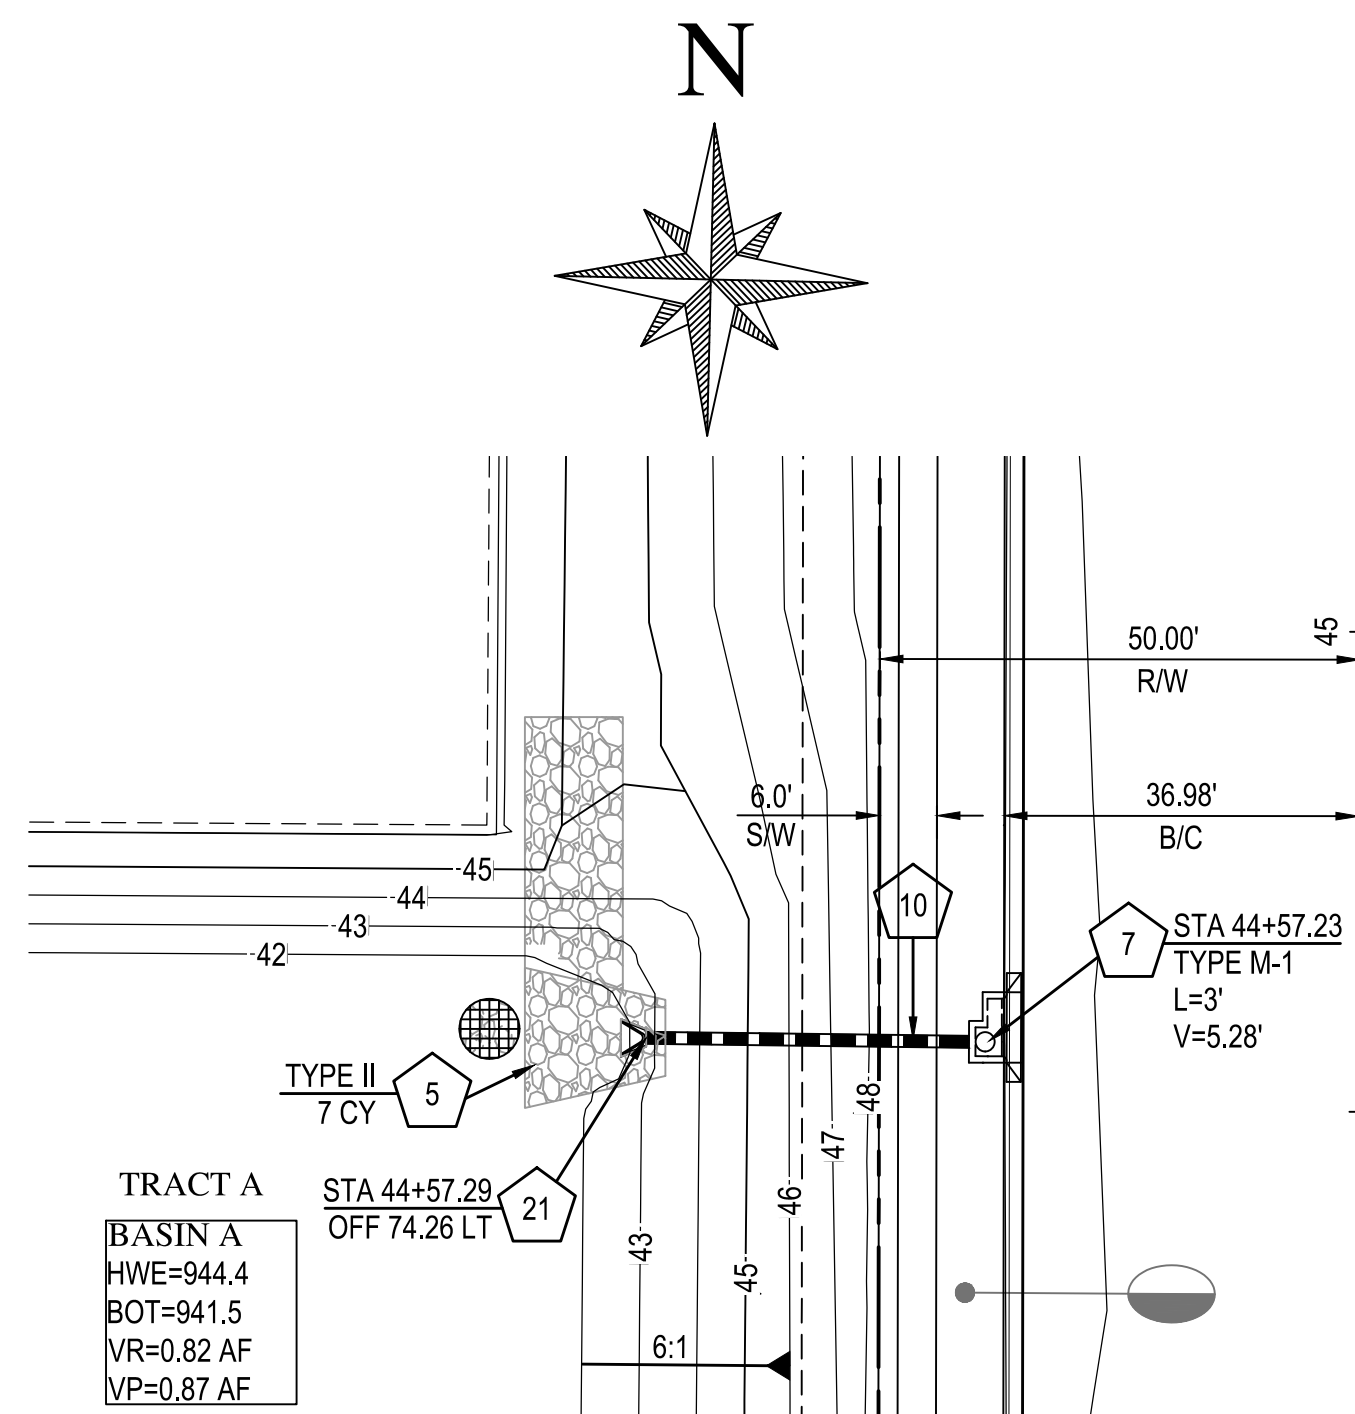 N
50.00'
R/W
45
6.0'
S/W
36.98'
B/C
45
44
43
42
10
7
STA 44+57.23
TYPE M-1
L=3'
V=5.28'
TYPE II
7 CY
5
48
47
46
45
43
STA 44+57.29
OFF 74.26 LT
21
TRACT A
BASIN A
HWE=944.4
BOT=941.5
VR=0.82 AF
VP=0.87 AF
6:1